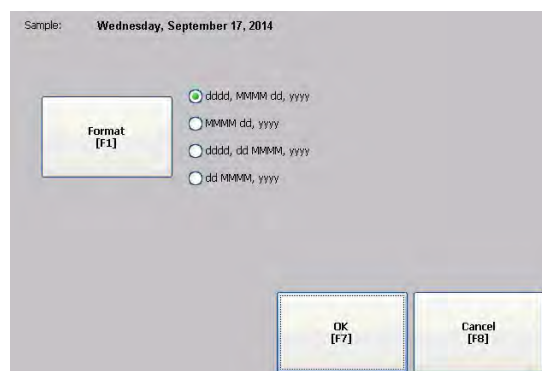 Sample: Wednesday, September 17, 2014
dddd, MMMM dd, yyyy
Format
[F1]
MMMM dd, yyyy
dddd, dd MMMM, yyyy
dd MMMM, yyyy
OK
[F7]
Cancel
[F8]